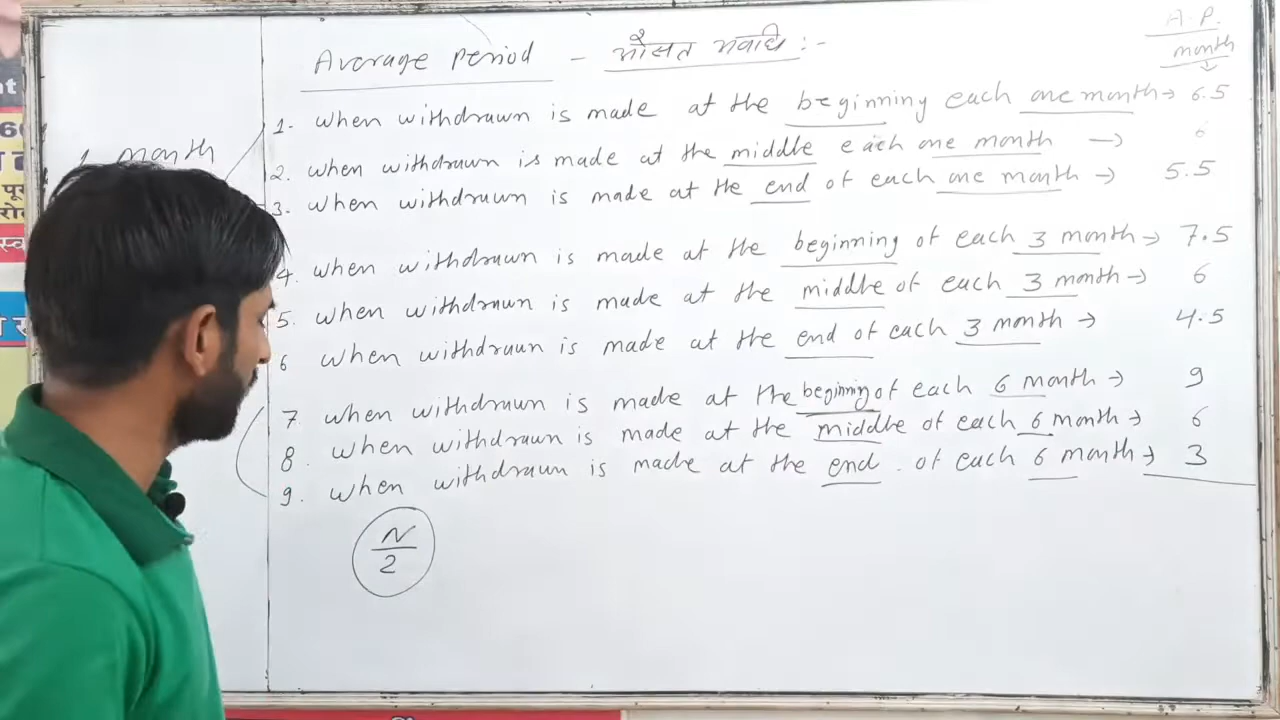 A.P.
month
Average Period - औसत अवधि :-
1. when withdrawn is made at the beginning each one month → 6.5
1 month
2. when withdrawn is made at the middle each one month → 6
3. when withdrawn is made at the end of each one month → 5.5
4. when withdrawn is made at the beginning of each 3 month → 7.5
5. when withdrawn is made at the middle of each 3 month → 6
6 when withdrawn is made at the end of each 3 month → 4.5
7. when withdrawn is made at the beginning of each 6 month → 9
8. when withdrawn is made at the middle of each 6 month → 6
9. when withdrawn is made at the end. of each 6 month → 3
N
2